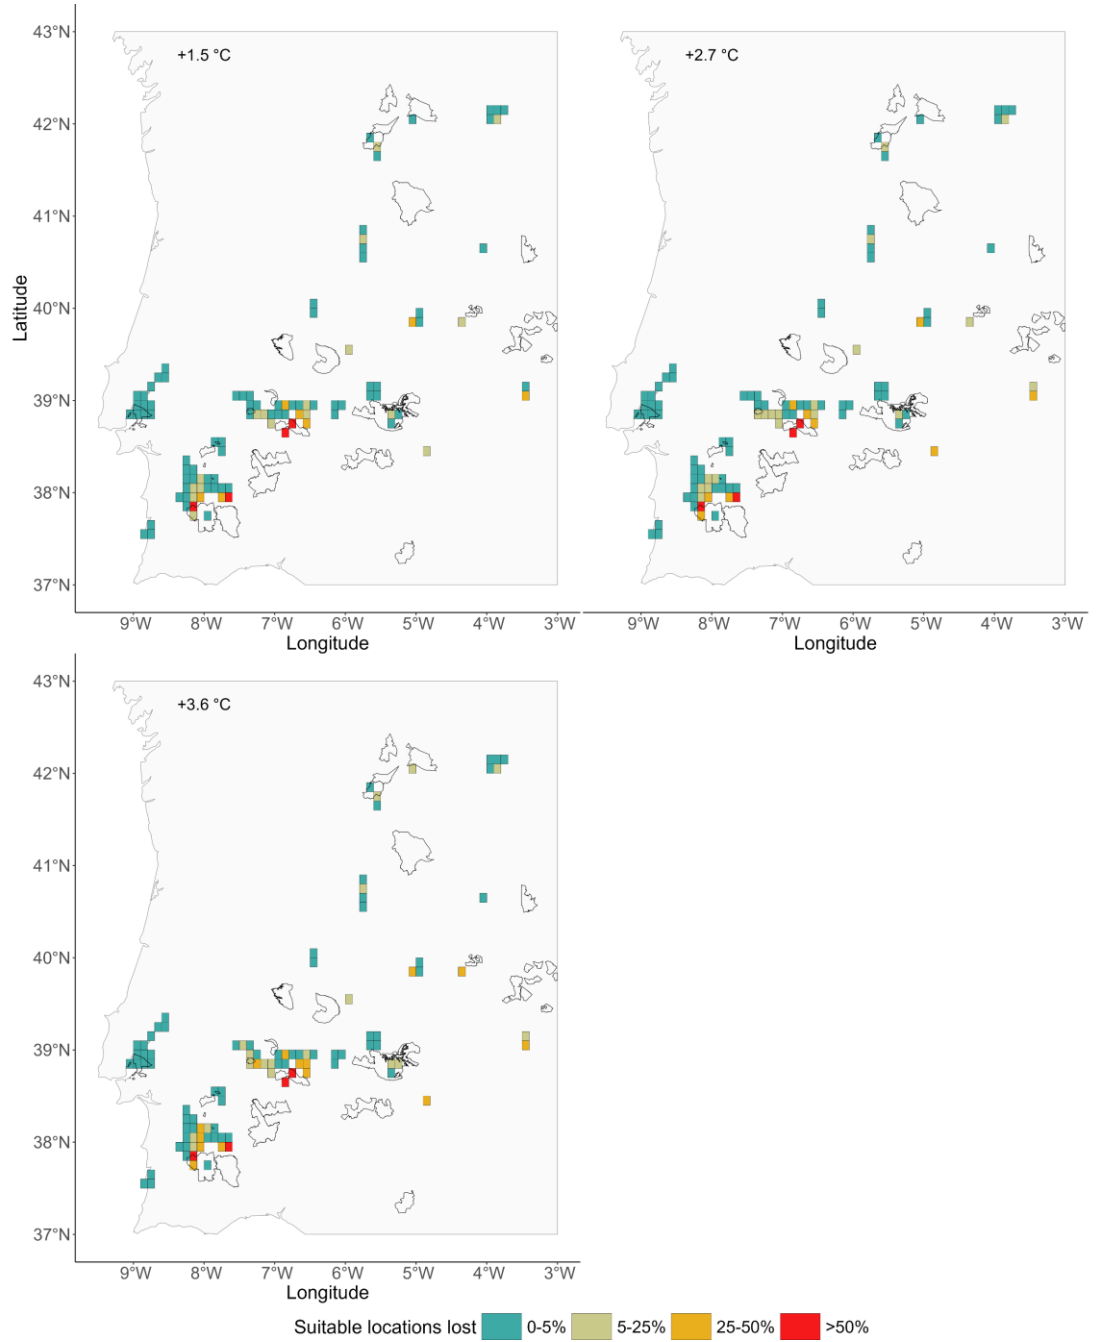 43°N
+1.5 °C
+2.7 °C
42°N
41°N
Latitude
40°N
39°N
38°N
37°N
9°W 8°W 7°W 6°W 5°W 4°W 3°W
9°W 8°W 7°W 6°W 5°W 4°W 3°W
Longitude
Longitude
43°N
+3.6 °C
42°N
41°N
40°N
39°N
38°N
37°N
9°W 8°W 7°W 6°W 5°W 4°W 3°W
Longitude
Suitable locations lost 0-5% 5-25% 25-50% >50%